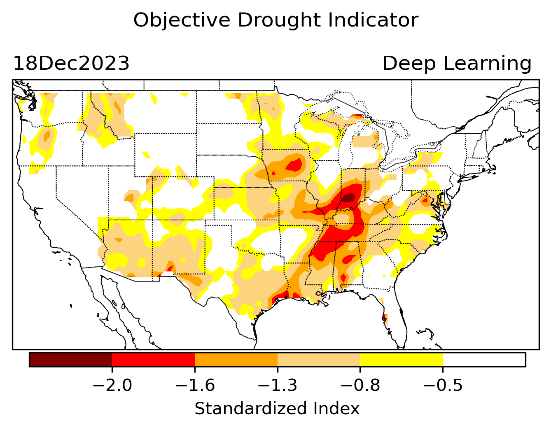 Objective Drought Indicator
18Dec2023 Deep Learning
−2.0 −1.6 −1.3 −0.8 −0.5
Standardized Index